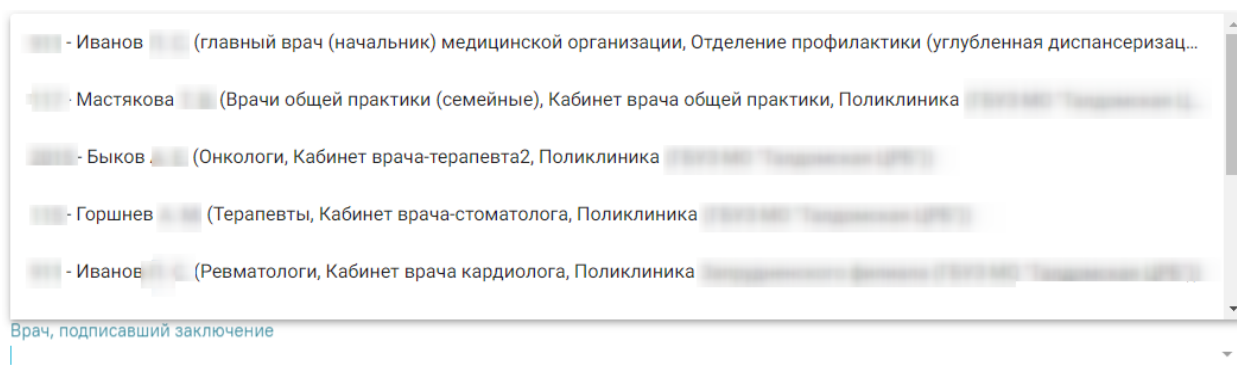 - Иванов (главный врач (начальник) медицинской организации, Отделение профилактики (углубленная диспансеризац...
- Мастякова (Врачи общей практики (семейные), Кабинет врача общей практики, Поликлиника
- Быков (Онкологи, Кабинет врача-терапевта2, Поликлиника
- Горшнев (Терапевты, Кабинет врача-стоматолога, Поликлиника
- Иванов (Ревматологи, Кабинет врача кардиолога, Поликлиника
Врач, подписавший заключение